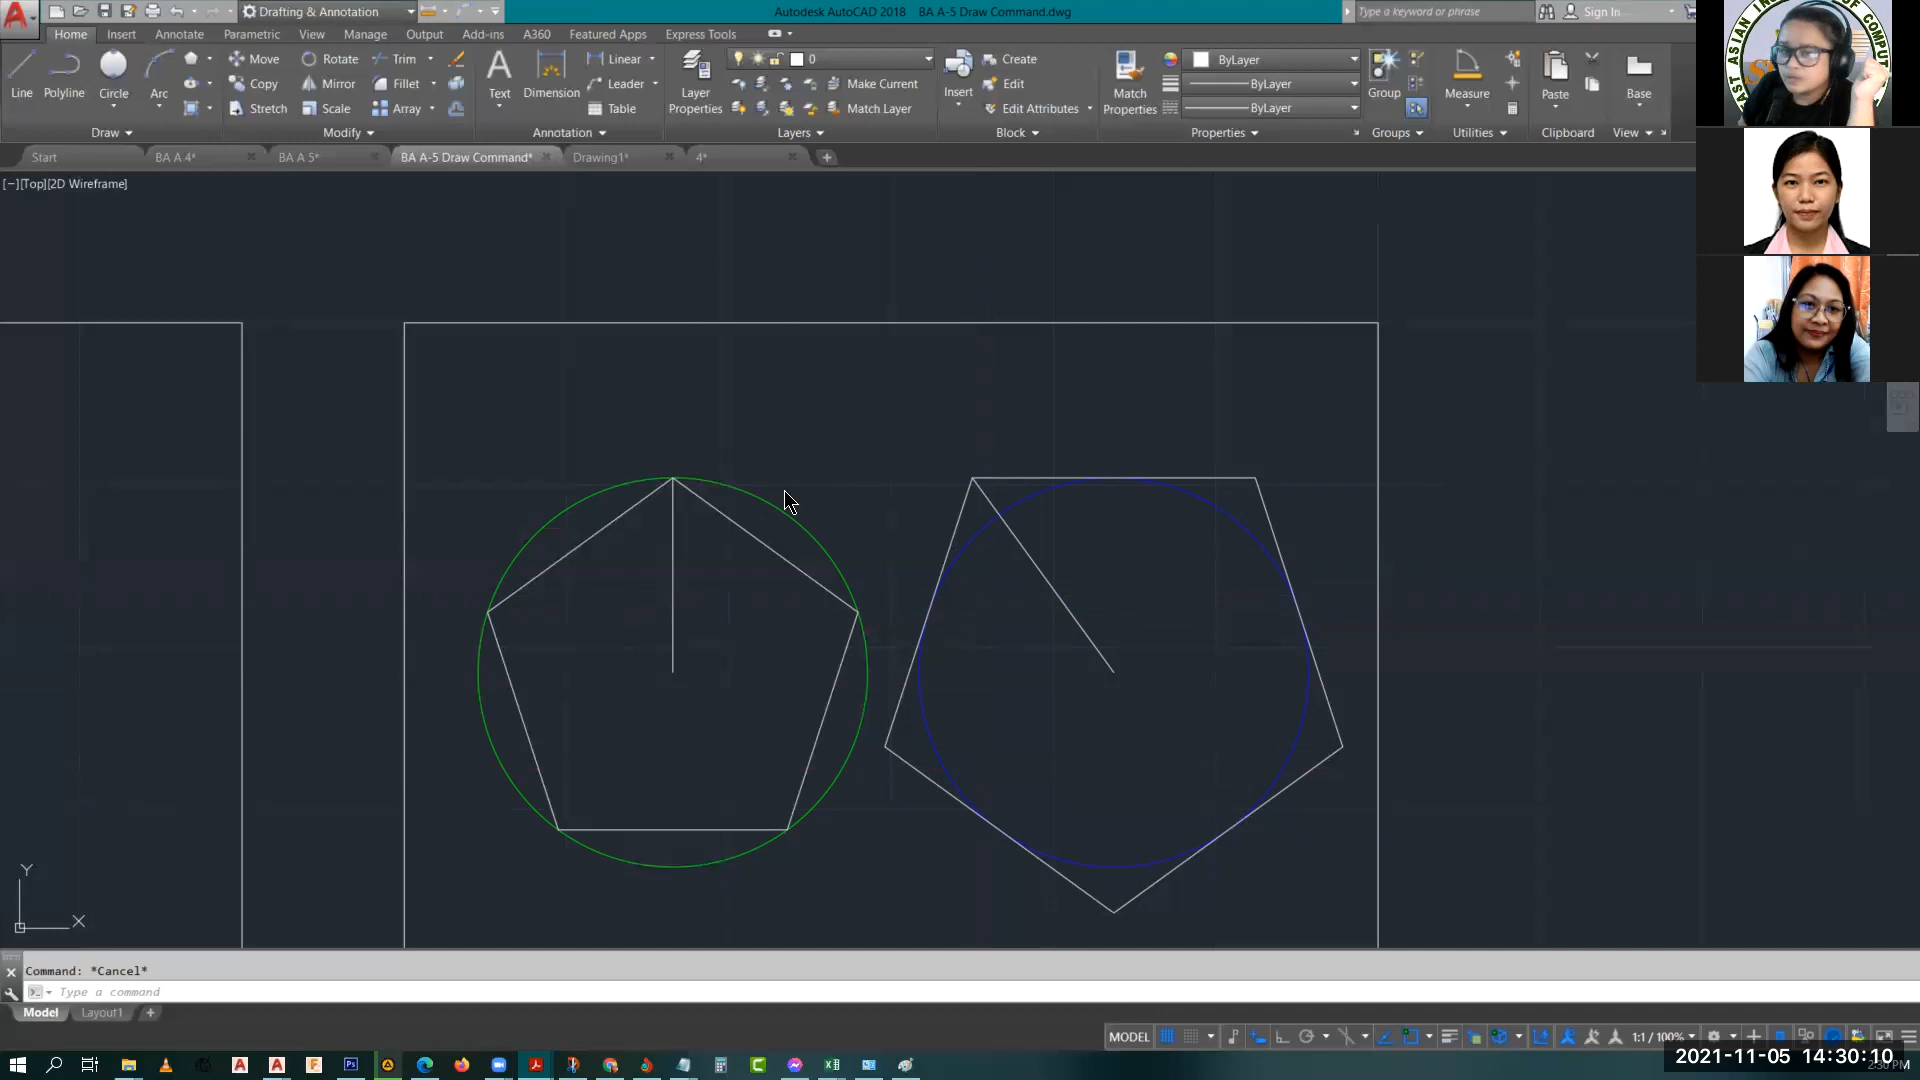 Drafting & Annotation
Autodesk AutoCAD 2018 BA A-5 Draw Command.dwg
Type a keyword or phrase
Sign In
Home Insert Annotate Parametric View Manage Output Add-ins A360 Featured Apps Express Tools
Line Polyline Circle Arc
Move Rotate Trim
Copy Mirror Fillet
Stretch Scale Array
Text Dimension
Linear
Leader
Table
Layer Properties
0
Make Current
Match Layer
Insert
Create
Edit
Edit Attributes
Match Properties
ByLayer
ByLayer
ByLayer
Group Measure Paste Base
Draw Modify Annotation Layers Block Properties Groups Utilities Clipboard View
Start BA A 4* BA A 5* BA A-5 Draw Command* Drawing1* 4*
[−][Top][2D Wireframe]
Y
X
Command: *Cancel*
Type a command
Model Layout1
MODEL 1:1 / 100%
2021-11-05 14:30:10